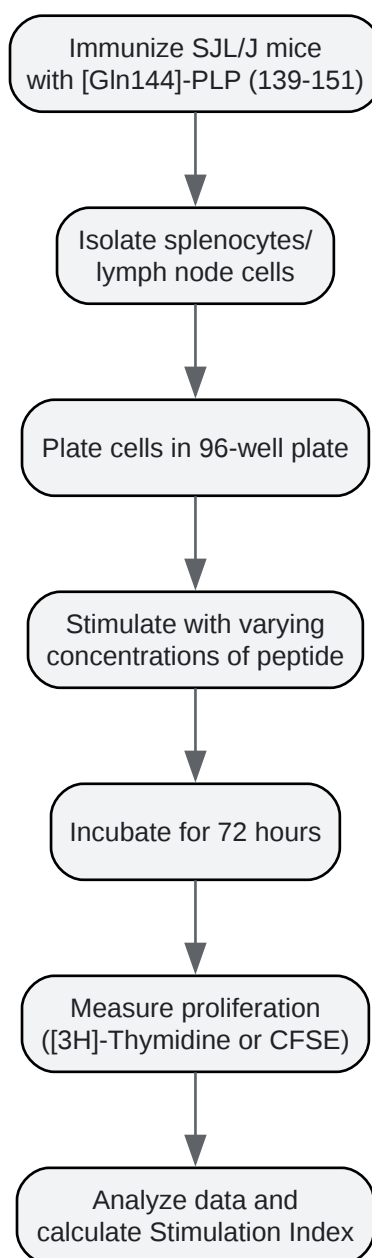 Immunize SJL/J mice
with [Gln144]-PLP (139-151)
Isolate splenocytes/
lymph node cells
Plate cells in 96-well plate
Stimulate with varying
concentrations of peptide
Incubate for 72 hours
Measure proliferation
([3H]-Thymidine or CFSE)
Analyze data and
calculate Stimulation Index